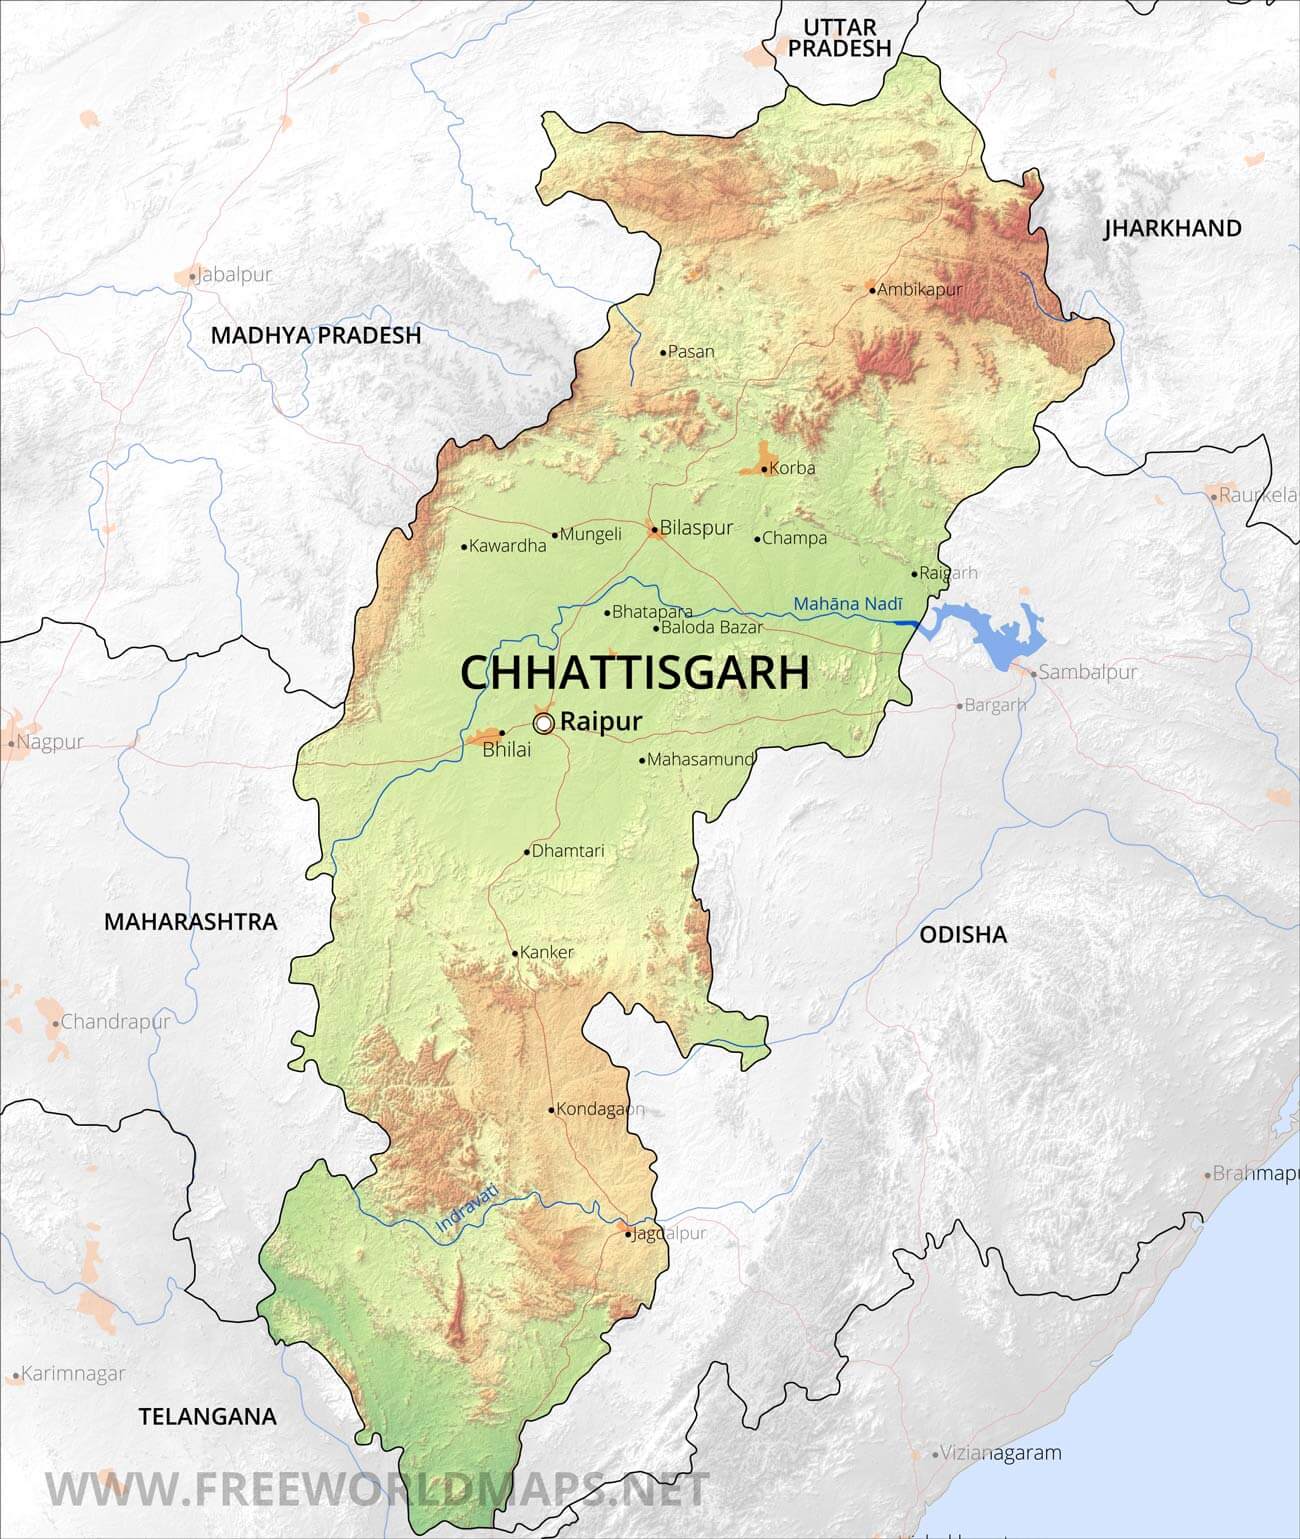 UTTAR
PRADESH
JHARKHAND
Jabalpur
Ambikapur
MADHYA PRADESH
Pasan
Korba
Raurkela
Bilaspur
Mungeli
Champa
Kawardha
Raigarh
Mahāna Nadī
Bhatapara
Baloda Bazar
CHHATTISGARH
Sambalpur
Bargarh
Raipur
Nagpur
Bhilai
Mahasamund
Dhamtari
MAHARASHTRA
ODISHA
Kanker
Chandrapur
Kondagaon
Brahmapu
Indravati
Jagdalpur
Karimnagar
TELANGANA
Vizianagaram
WWW.FREEWORLDMAPS.NET